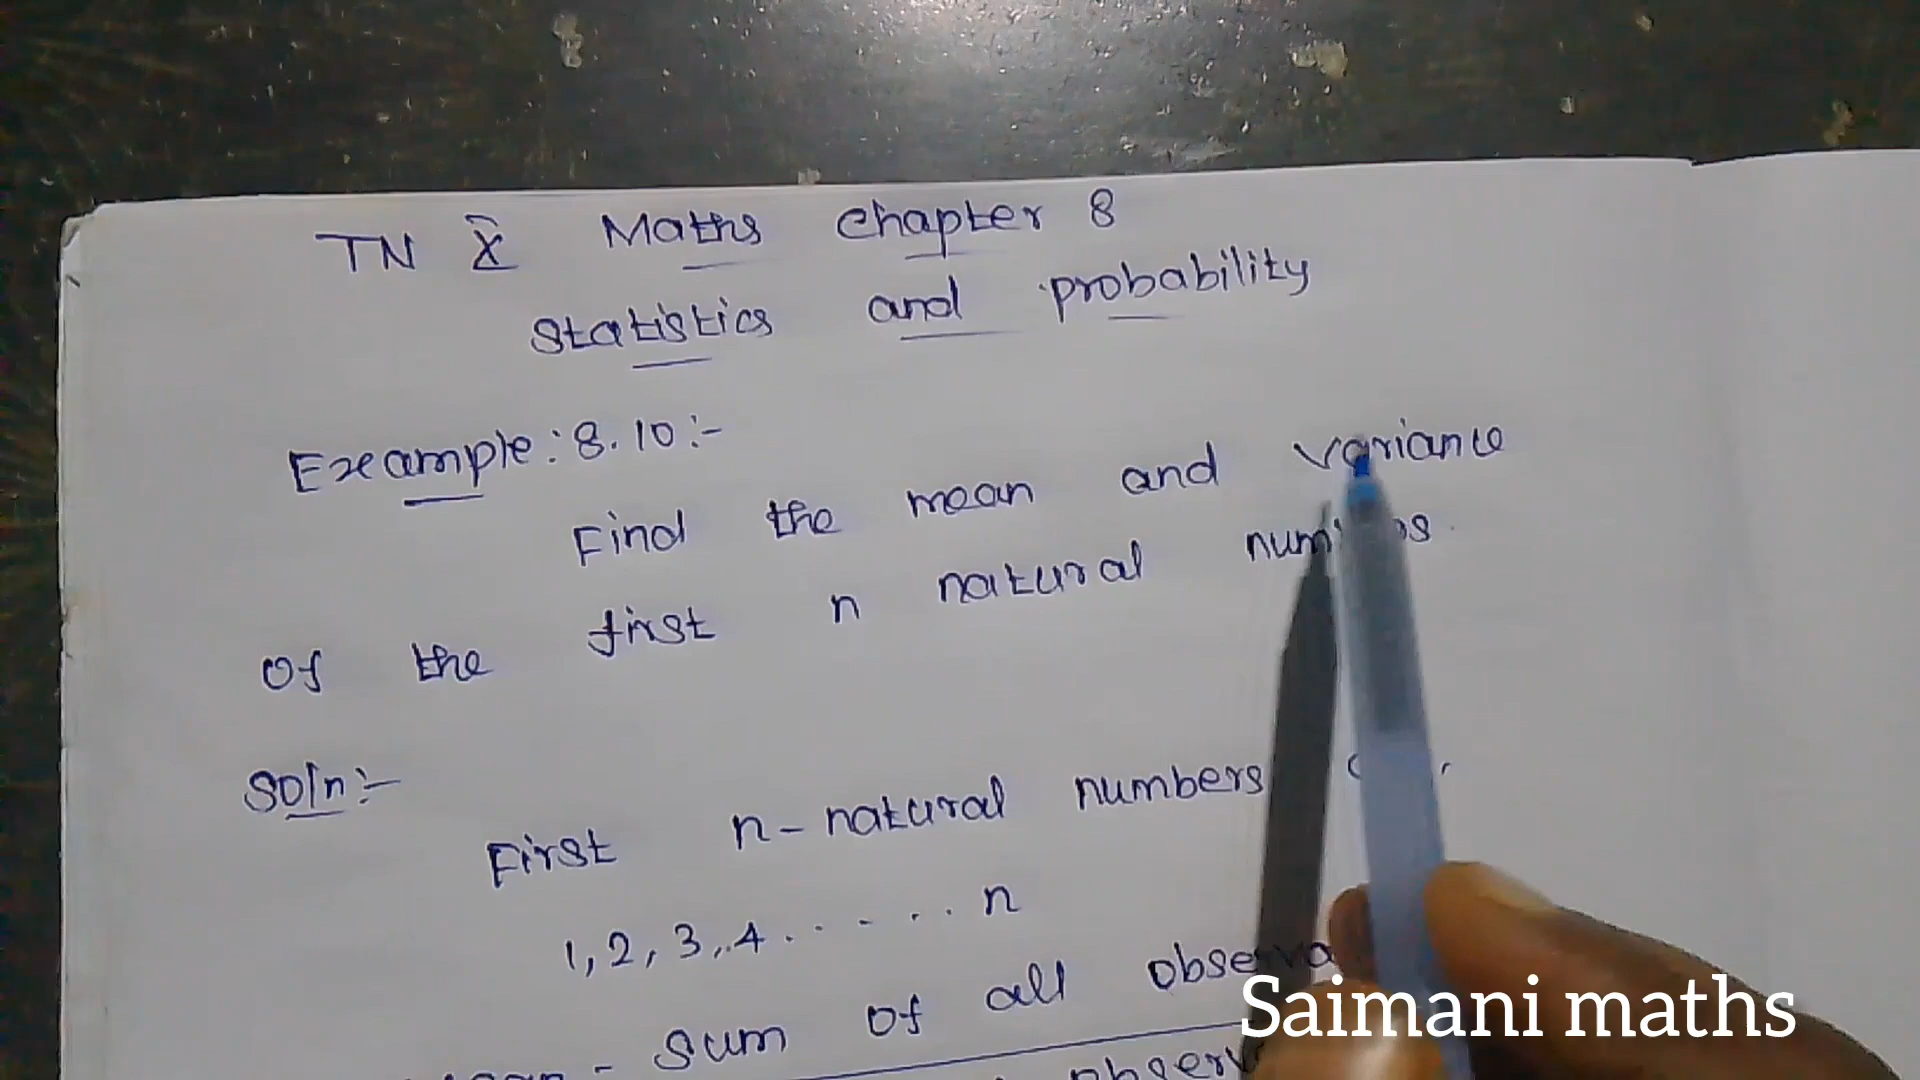 TN X Maths Chapter 8
Statistics and probability
Example: 8.10:-
Find the mean and variance
of the first n natural
Soln:-
First n-natural numbers
1, 2, 3, 4 . . . . . . n
Sum of all
Saimani maths